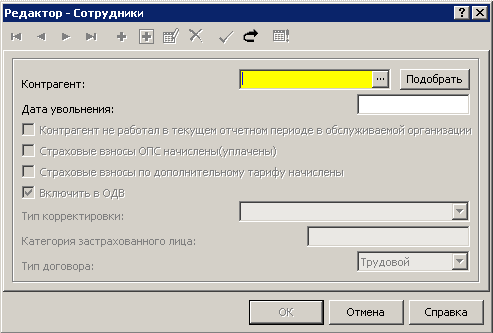 Редактор - Сотрудники
Контрагент:
...
Подобрать
Дата увольнения:
Контрагент не работал в текущем отчетном периоде в обслуживаемой организации
Страховые взносы ОПС начислены(уплачены)
Страховые взносы по дополнительному тарифу начислены
Включить в ОДВ
Тип корректировки:
Категория застрахованного лица:
Тип договора:
Трудовой
ОК
Отмена
Справка